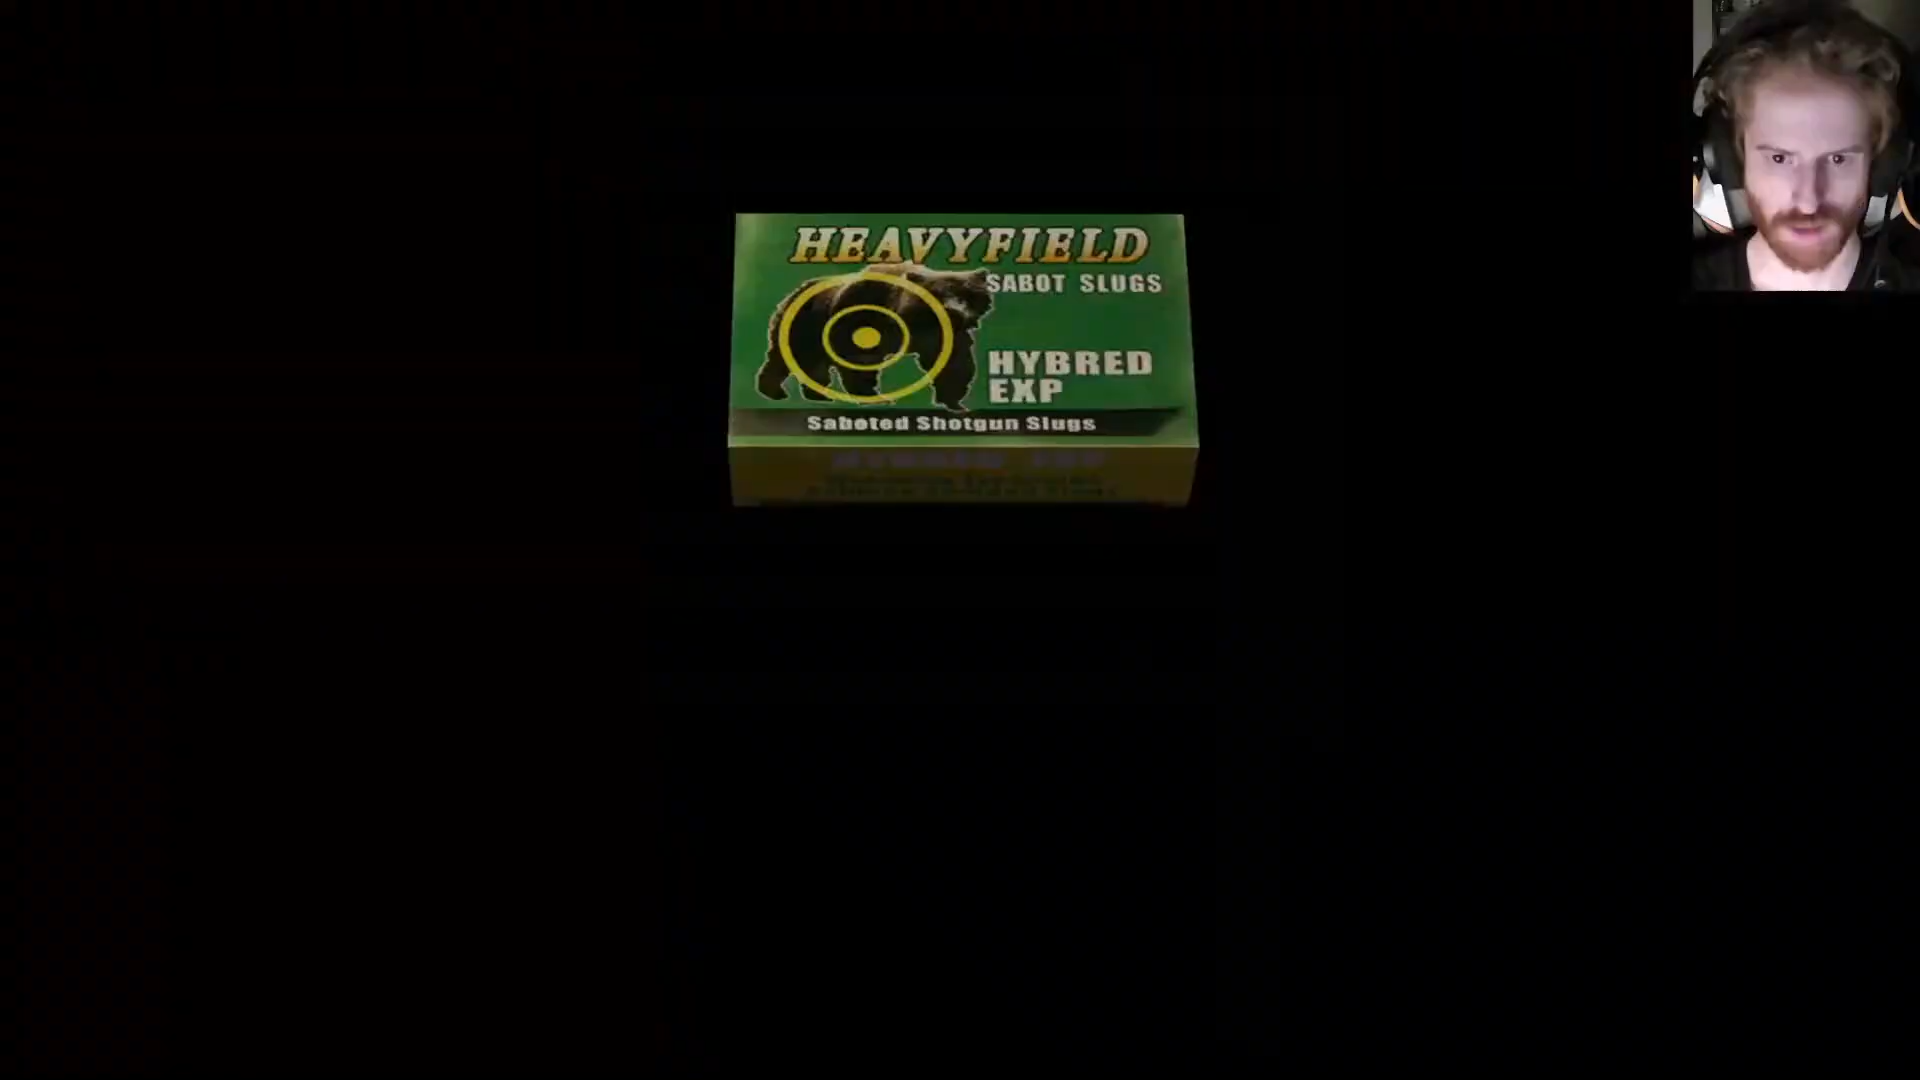 HEAVYFIELD
SABOT SLUGS
HYBRED
EXP
Saboted Shotgun Slugs